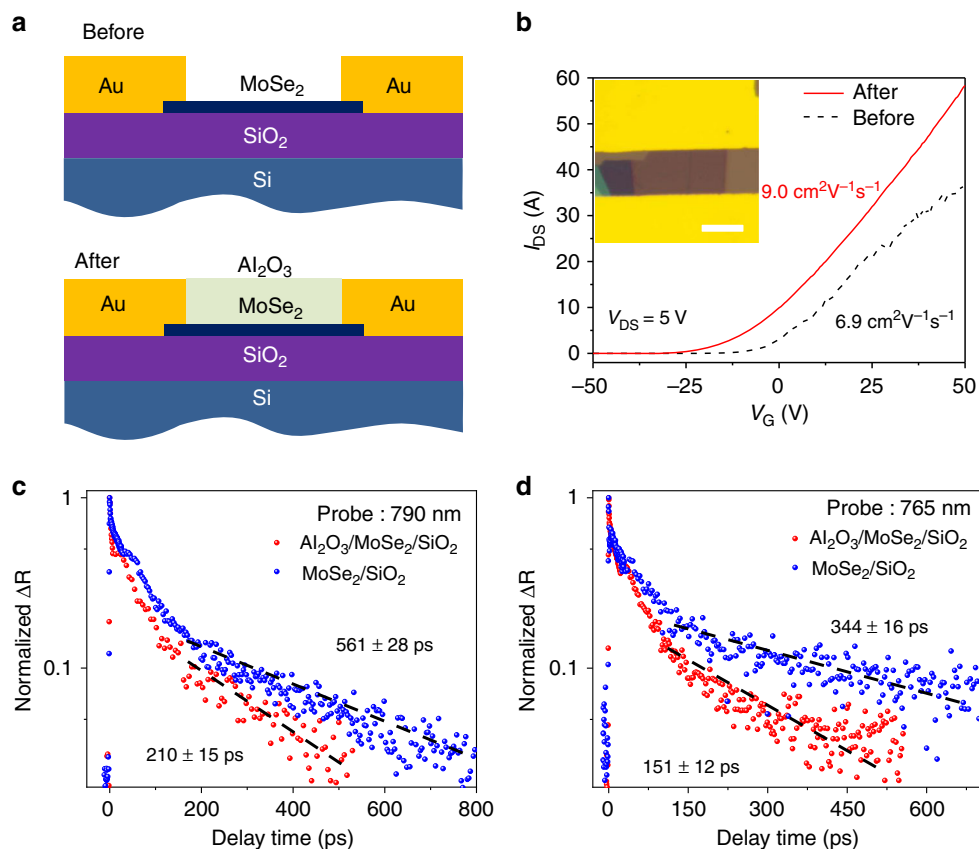 a
Before
Au
MoSe₂
Au
SiO₂
Si
After
Al₂O₃
Au
MoSe₂
Au
SiO₂
Si
b
60
50
40
30
20
10
0
I_DS (A)
After
Before
9.0 cm²V⁻¹s⁻¹
V_DS = 5 V
6.9 cm²V⁻¹s⁻¹
−50
−25
0
25
50
V_G (V)
c
1
0.1
Normalized ΔR
Probe : 790 nm
Al₂O₃/MoSe₂/SiO₂
MoSe₂/SiO₂
561 ± 28 ps
210 ± 15 ps
0
200
400
600
800
Delay time (ps)
d
1
0.1
Normalized ΔR
Probe : 765 nm
Al₂O₃/MoSe₂/SiO₂
MoSe₂/SiO₂
344 ± 16 ps
151 ± 12 ps
0
150
300
450
600
Delay time (ps)